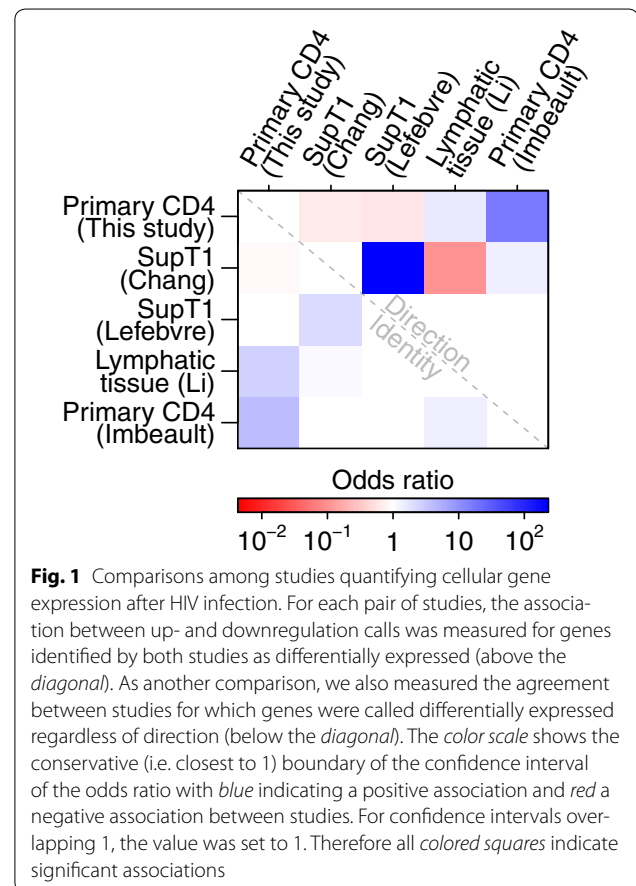 Primary CD4
(This study)
SupT1
(Chang)
SupT1
(Lefebvre)
Lymphatic
tissue (Li)
Primary CD4
(Imbeault)
Primary CD4
(This study)
SupT1
(Chang)
SupT1
(Lefebvre)
Lymphatic
tissue (Li)
Primary CD4
(Imbeault)
Direction
Identity
Odds ratio
10⁻² 10⁻¹ 1 10 10²
Fig. 1 Comparisons among studies quantifying cellular gene
expression after HIV infection. For each pair of studies, the associa-
tion between up- and downregulation calls was measured for genes
identified by both studies as differentially expressed (above the
diagonal). As another comparison, we also measured the agreement
between studies for which genes were called differentially expressed
regardless of direction (below the diagonal). The color scale shows the
conservative (i.e. closest to 1) boundary of the confidence interval
of the odds ratio with blue indicating a positive association and red a
negative association between studies. For confidence intervals over-
lapping 1, the value was set to 1. Therefore all colored squares indicate
significant associations